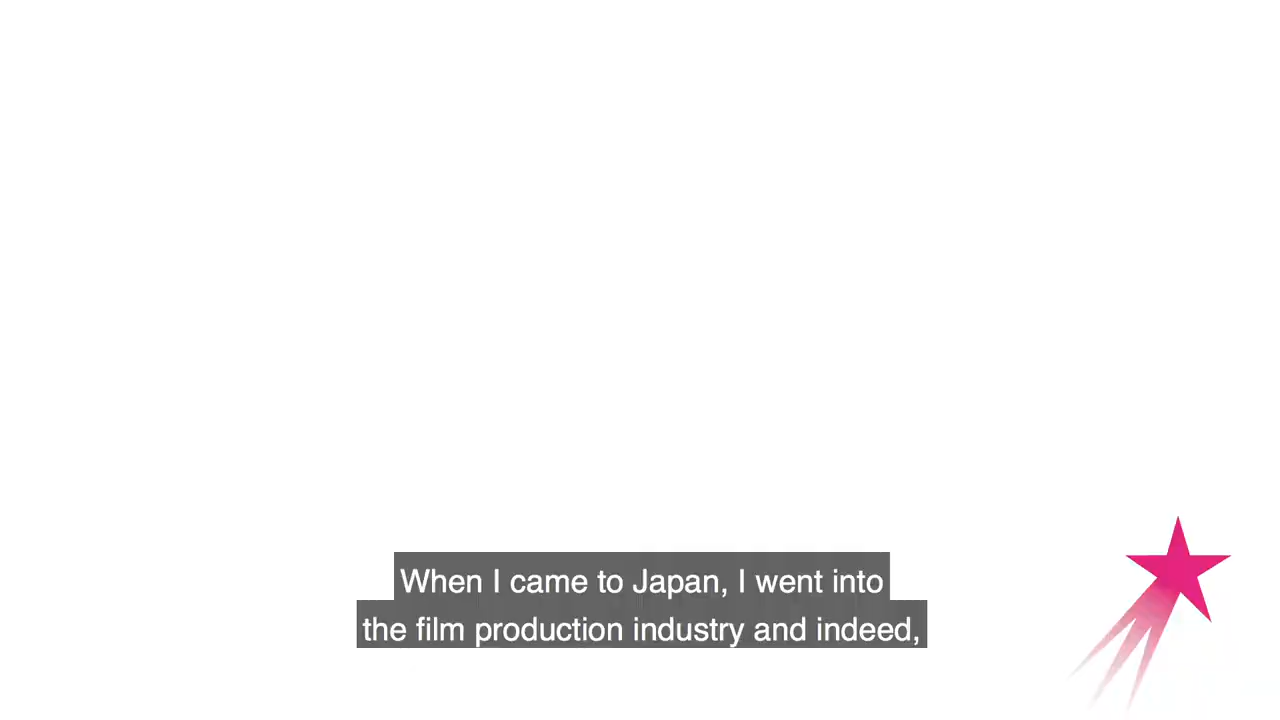 When I came to Japan, I went into
the film production industry and indeed,